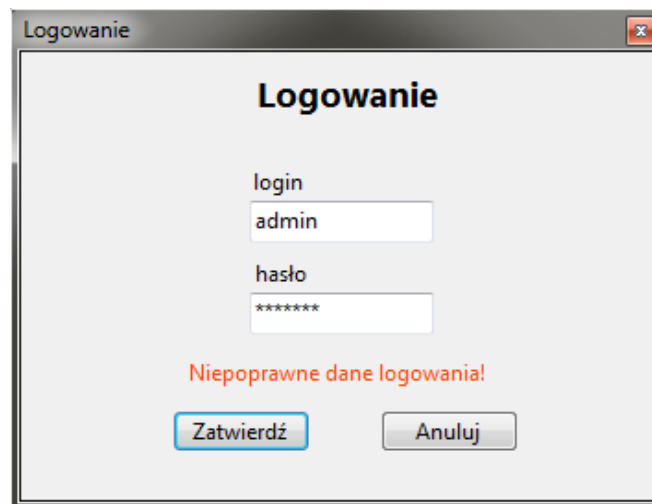 Logowanie
Logowanie
login
admin
hasło
*******
Niepoprawne dane logowania!
Zatwierdź Anuluj